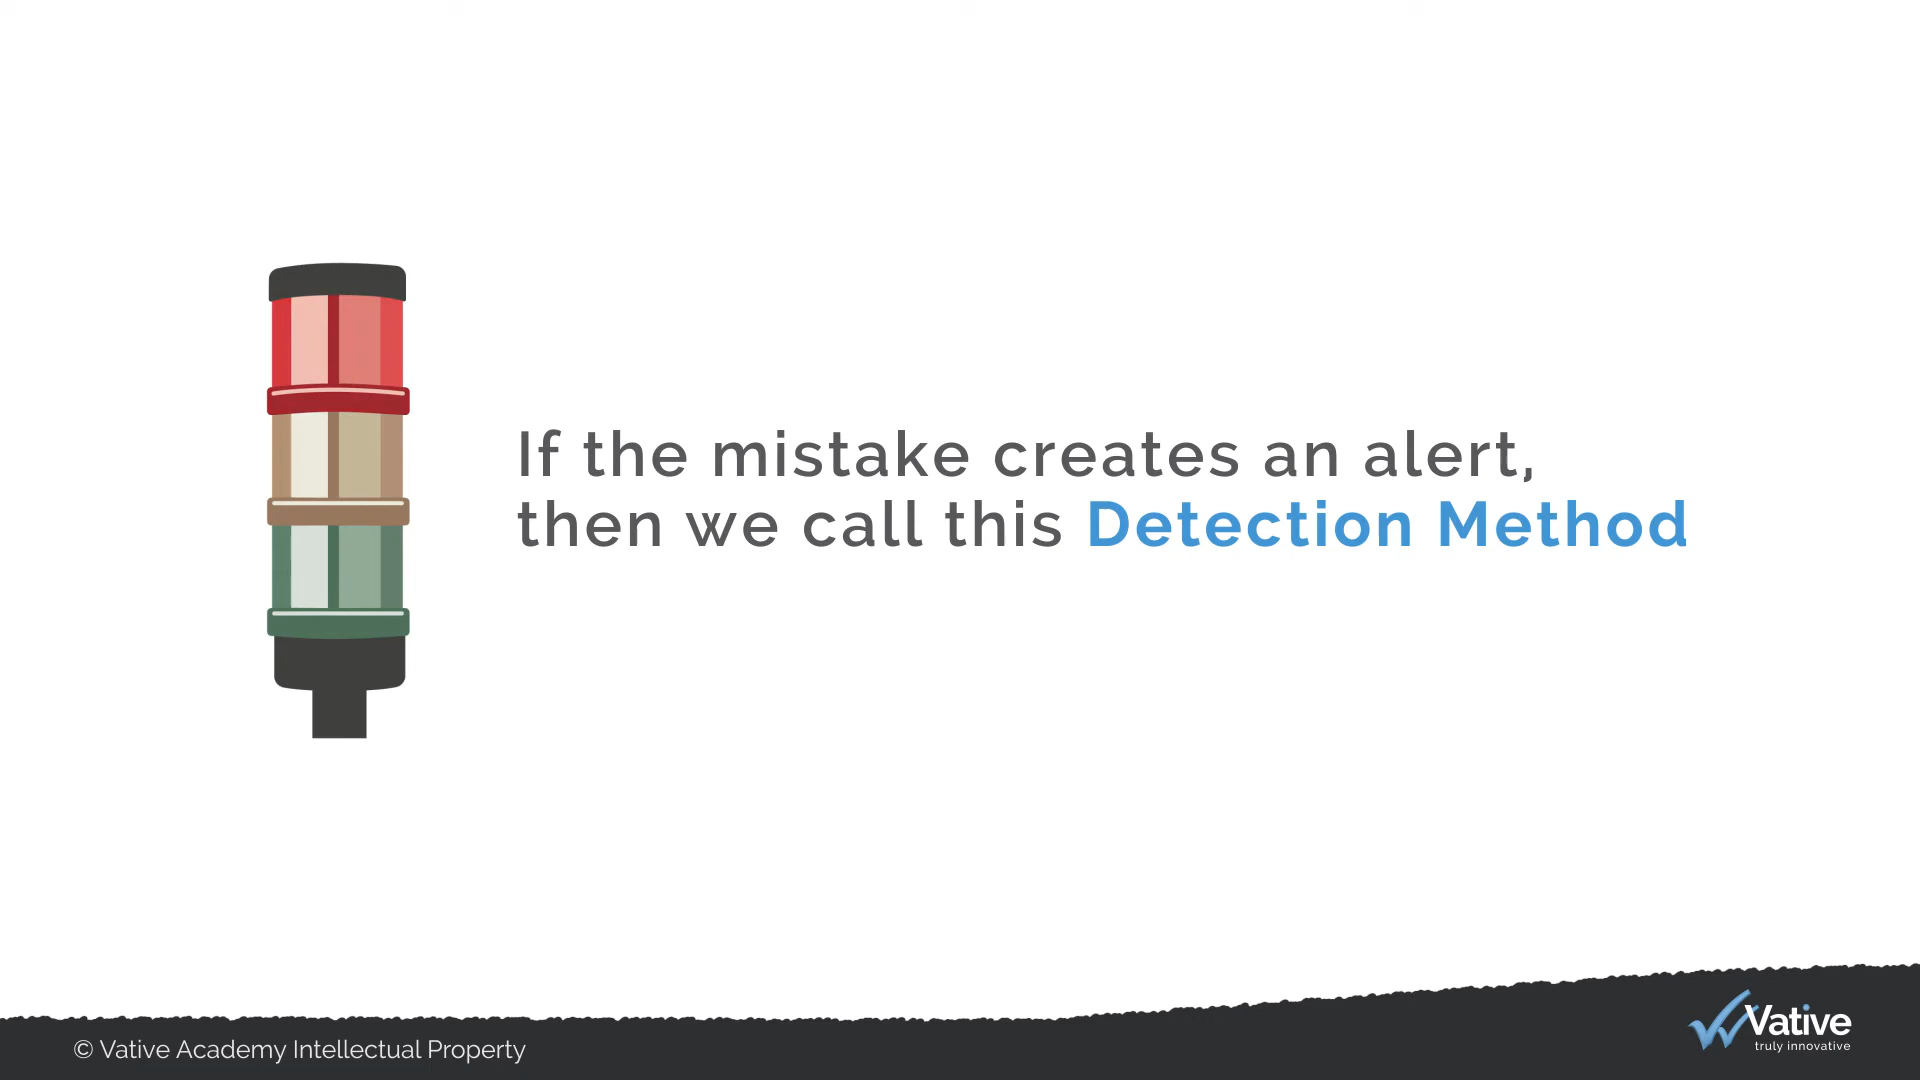 If the mistake creates an alert,
then we call this Detection Method
© Vative Academy Intellectual Property
Vative
truly innovative